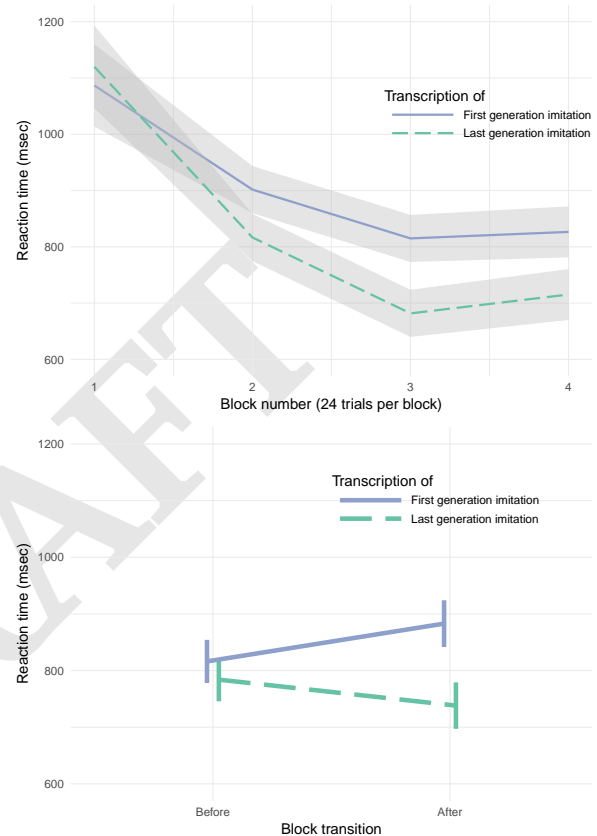 1200
1000
800
600
Reaction time (msec)
Transcription of
First generation imitation
Last generation imitation
1 2 3 4
Block number (24 trials per block)
1200
1000
800
600
Reaction time (msec)
Transcription of
First generation imitation
Last generation imitation
Before After
Block transition